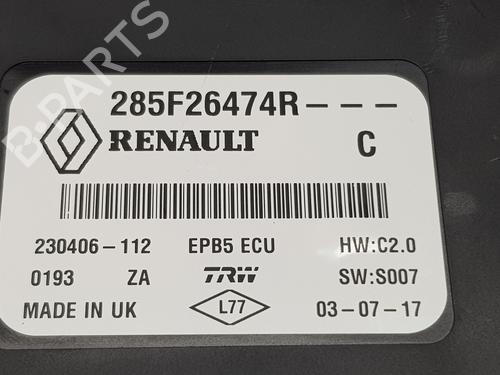 285F26474R---
RENAULT C
230406-112 EPB5 ECU HW:C2.0
0193 ZA TRW SW:S007
MADE IN UK L77 03-07-17
B-PARTS